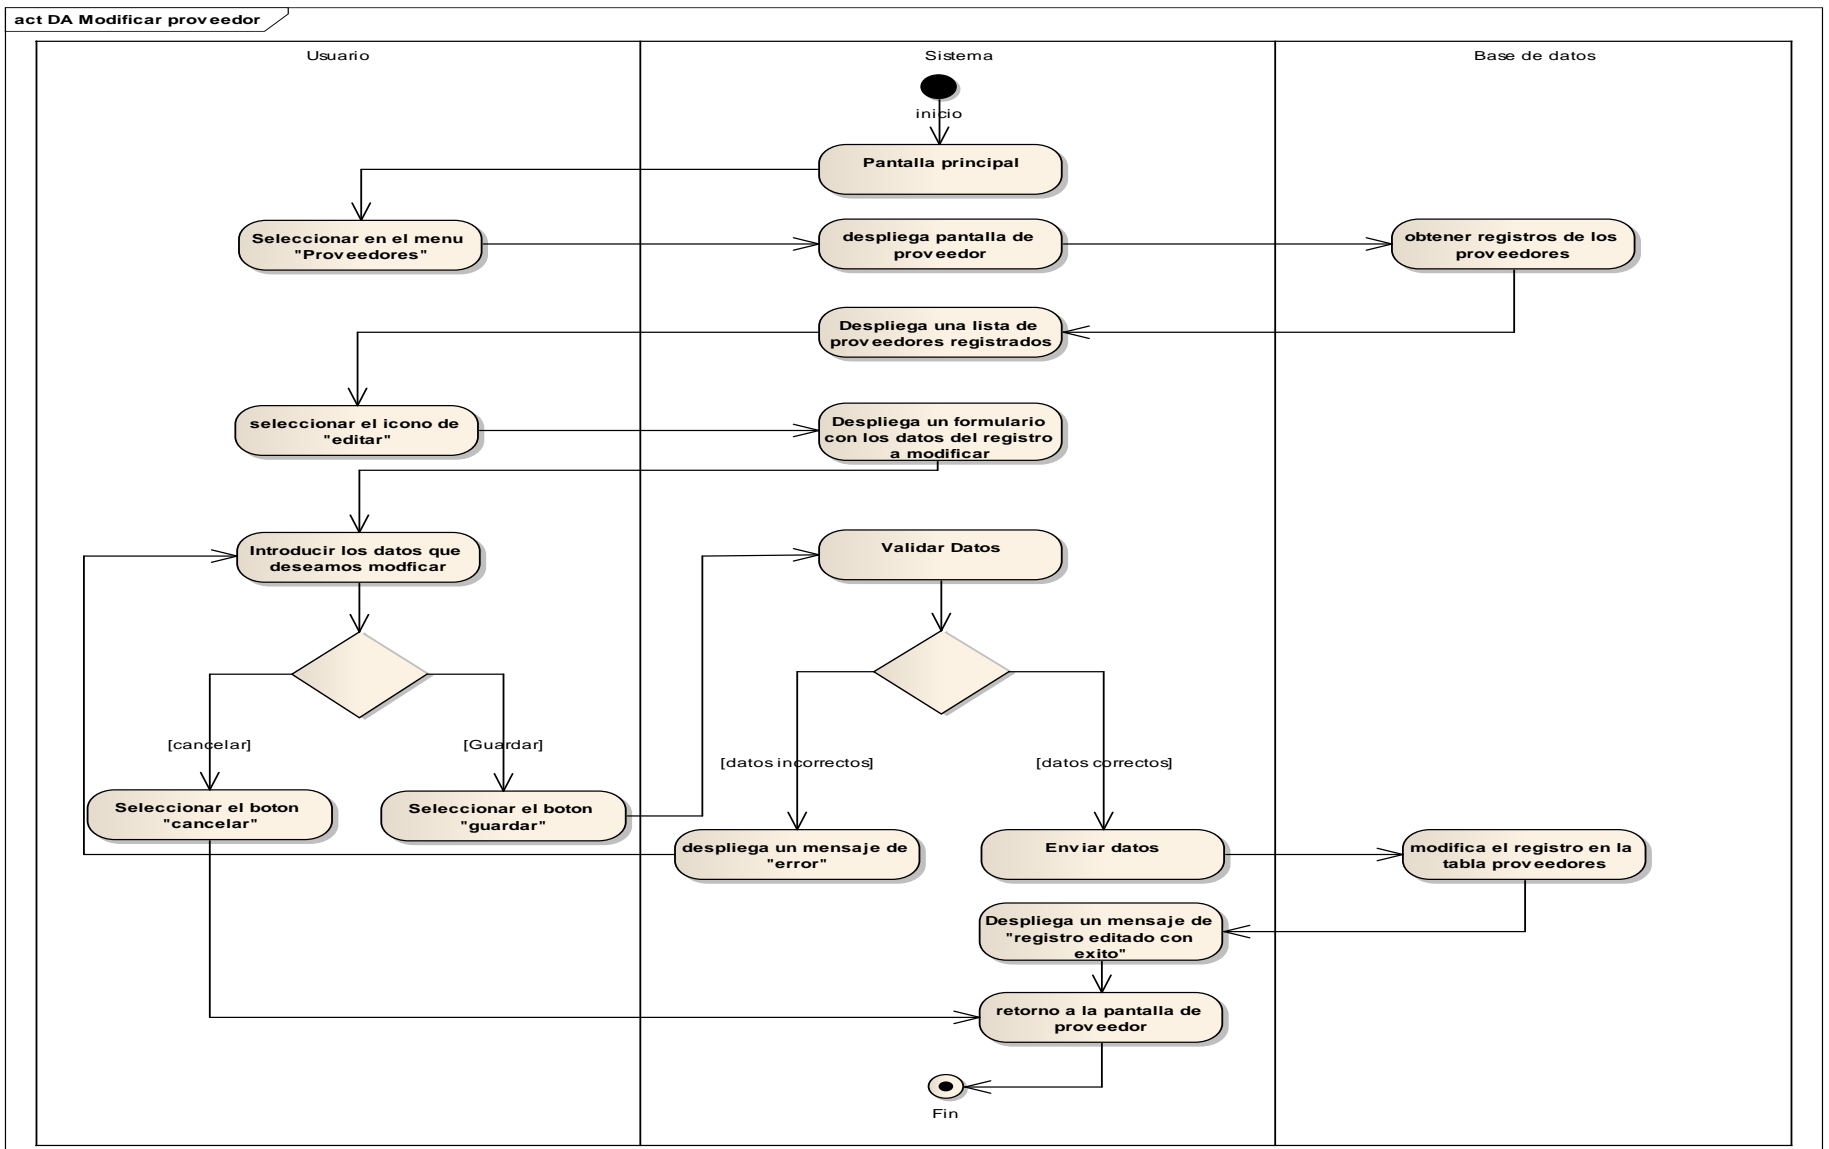 act DA Modificar proveedor
Usuario
Sistema
Base de datos
inicio
Pantalla principal
Seleccionar en el menu
"Proveedores"
despliega pantalla de
proveedor
obtener registros de los
proveedores
Despliega una lista de
proveedores registrados
seleccionar el icono de
"editar"
Despliega un formulario
con los datos del registro
a modificar
Introducir los datos que
deseamos modficar
Validar Datos
[cancelar]
[Guardar]
[datos incorrectos]
[datos correctos]
Seleccionar el boton
"cancelar"
Seleccionar el boton
"guardar"
despliega un mensaje de
"error"
Enviar datos
modifica el registro en la
tabla proveedores
Despliega un mensaje de
"registro editado con
exito"
retorno a la pantalla de
proveedor
Fin